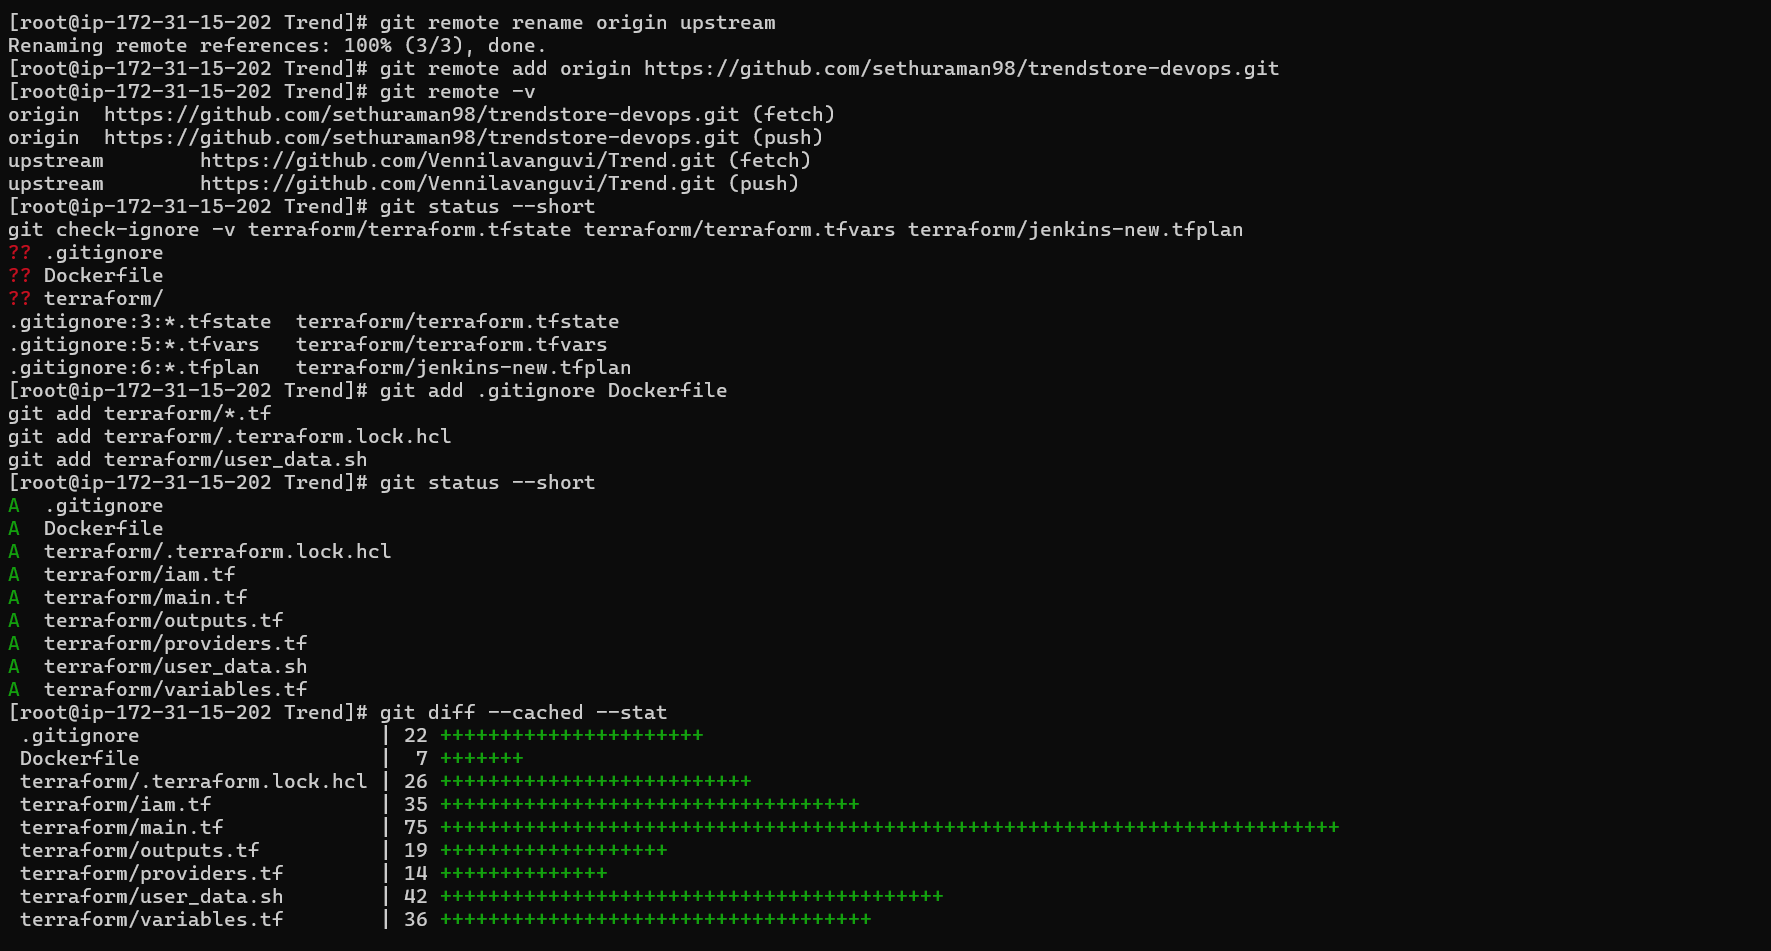 [root@ip-172-31-15-202 Trend]# git remote rename origin upstream
Renaming remote references: 100% (3/3), done.
[root@ip-172-31-15-202 Trend]# git remote add origin https://github.com/sethuraman98/trendstore-devops.git
[root@ip-172-31-15-202 Trend]# git remote -v
origin  https://github.com/sethuraman98/trendstore-devops.git (fetch)
origin  https://github.com/sethuraman98/trendstore-devops.git (push)
upstream        https://github.com/Vennilavanguvi/Trend.git (fetch)
upstream        https://github.com/Vennilavanguvi/Trend.git (push)
[root@ip-172-31-15-202 Trend]# git status --short
git check-ignore -v terraform/terraform.tfstate terraform/terraform.tfvars terraform/jenkins-new.tfplan
?? .gitignore
?? Dockerfile
?? terraform/
.gitignore:3:*.tfstate  terraform/terraform.tfstate
.gitignore:5:*.tfvars   terraform/terraform.tfvars
.gitignore:6:*.tfplan   terraform/jenkins-new.tfplan
[root@ip-172-31-15-202 Trend]# git add .gitignore Dockerfile
git add terraform/*.tf
git add terraform/.terraform.lock.hcl
git add terraform/user_data.sh
[root@ip-172-31-15-202 Trend]# git status --short
A  .gitignore
A  Dockerfile
A  terraform/.terraform.lock.hcl
A  terraform/iam.tf
A  terraform/main.tf
A  terraform/outputs.tf
A  terraform/providers.tf
A  terraform/user_data.sh
A  terraform/variables.tf
[root@ip-172-31-15-202 Trend]# git diff --cached --stat
 .gitignore                    | 22 ++++++++++++++++++++++
 Dockerfile                    |  7 +++++++
 terraform/.terraform.lock.hcl | 26 ++++++++++++++++++++++++++
 terraform/iam.tf              | 35 +++++++++++++++++++++++++++++++++++
 terraform/main.tf             | 75 +++++++++++++++++++++++++++++++++++++++++++++++++++++++++++++++++++++++++++
 terraform/outputs.tf          | 19 +++++++++++++++++++
 terraform/providers.tf        | 14 ++++++++++++++
 terraform/user_data.sh        | 42 ++++++++++++++++++++++++++++++++++++++++++
 terraform/variables.tf        | 36 ++++++++++++++++++++++++++++++++++++